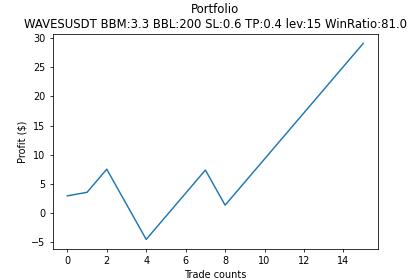 Portfolio
WAVESUSDT BBM:3.3 BBL:200 SL:0.6 TP:0.4 lev:15 WinRatio:81.0
30
25
20
15
10
5
0
−5
Profit ($)
0 2 4 6 8 10 12 14
Trade counts